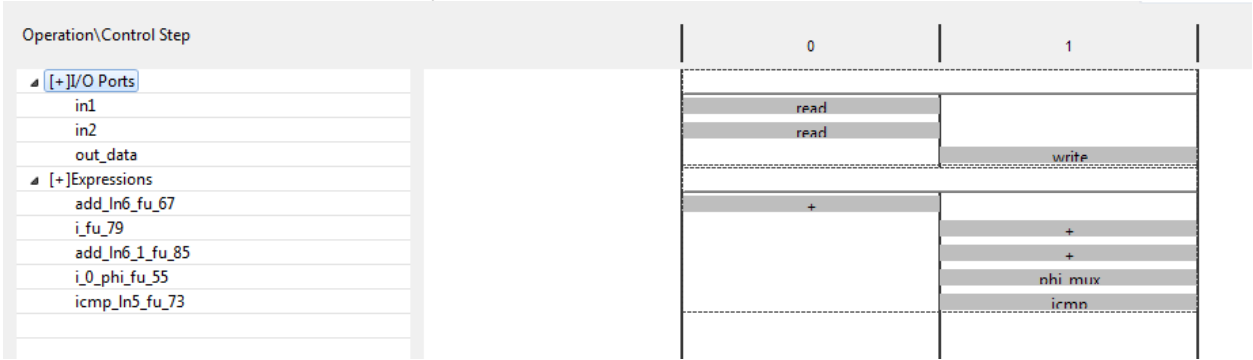 Operation\Control Step
0 1
[+]I/O Ports
in1 read
in2 read
out_data write
[+]Expressions
add_ln6_fu_67 +
i_fu_79 +
add_ln6_1_fu_85 +
i_0_phi_fu_55 phi_mux
icmp_ln5_fu_73 icmp